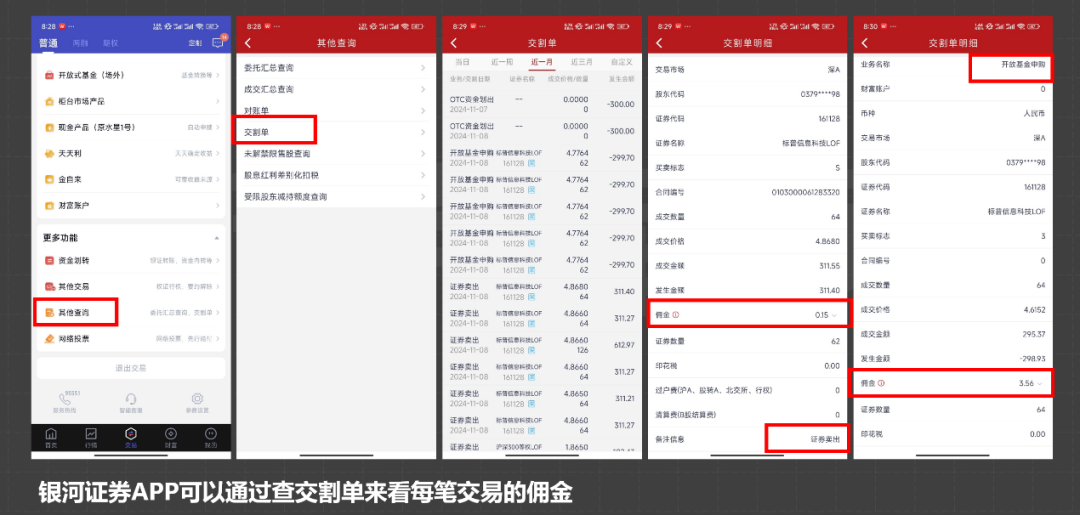 8:28
普通 两融 期权 定制
开放式基金（场外）
柜台市场产品
现金产品（原水星1号） 自动申赎
天天利 天天确定收益
金自来
财富账户
更多功能
资金划转
其他交易
其他查询
网络投票
退出交易
95551
首页 行情 交易 财富 我的
8:28
其他查询
委托汇总查询
成交汇总查询
对账单
交割单
未解禁限售股查询
股息红利差别化扣税
受限股东减持额度查询
8:29
交割单
当日 近一周 近一月 近三月 自定义
业务/交割日期 证券名称 成交价格/数量 发生金额
OTC资金划出 -- 0.0000 -300.00
2024-11-07 0
OTC资金划出 -- 0.0000 -300.00
2024-11-08 0
开放基金申购 标普信息科技LOF 4.7764 -299.70
2024-11-08 161128 62
开放基金申购 标普信息科技LOF 4.7764 -299.70
2024-11-08 161128 62
开放基金申购 标普信息科技LOF 4.7764 -299.70
2024-11-08 161128 62
开放基金申购 标普信息科技LOF 4.7764 -299.70
2024-11-08 161128 62
开放基金申购 标普信息科技LOF 4.7764 -299.70
2024-11-08 161128 62
证券卖出 标普信息科技LOF 4.8680 311.40
2024-11-08 161128 64
证券卖出 标普信息科技LOF 4.8660 311.27
2024-11-08 161128 64
证券卖出 标普信息科技LOF 4.8660 612.97
2024-11-08 161128 126
证券卖出 标普信息科技LOF 4.8660 311.27
2024-11-08 161128 64
证券卖出 标普信息科技LOF 4.8650 311.21
2024-11-08 161128 64
证券卖出 标普信息科技LOF 4.8660 311.27
2024-11-08 161128 64
证券卖出 沪深300等权_LOF 1.8650
8:29
交割单明细
交易市场 深A
股东代码 0379****98
证券代码 161128
证券名称 标普信息科技LOF
买卖标志 S
合同编号 0103000061283320
成交数量 64
成交价格 4.8680
成交金额 311.55
发生金额 311.40
佣金 0.15
证券数量 62
印花税 0.00
过户费(沪A、股转A、北交所、行权) 0
清算费(B股结算费) 0
备注信息 证券卖出
8:30
交割单明细
业务名称 开放基金申购
财富账户 0
币种 人民币
交易市场 深A
股东代码 0379****98
证券代码 161128
证券名称 标普信息科技LOF
买卖标志 3
合同编号 0
成交数量 64
成交价格 4.6152
成交金额 295.37
发生金额 -298.93
佣金 3.56
证券数量 64
印花税 0.00
银河证券APP可以通过查交割单来看每笔交易的佣金